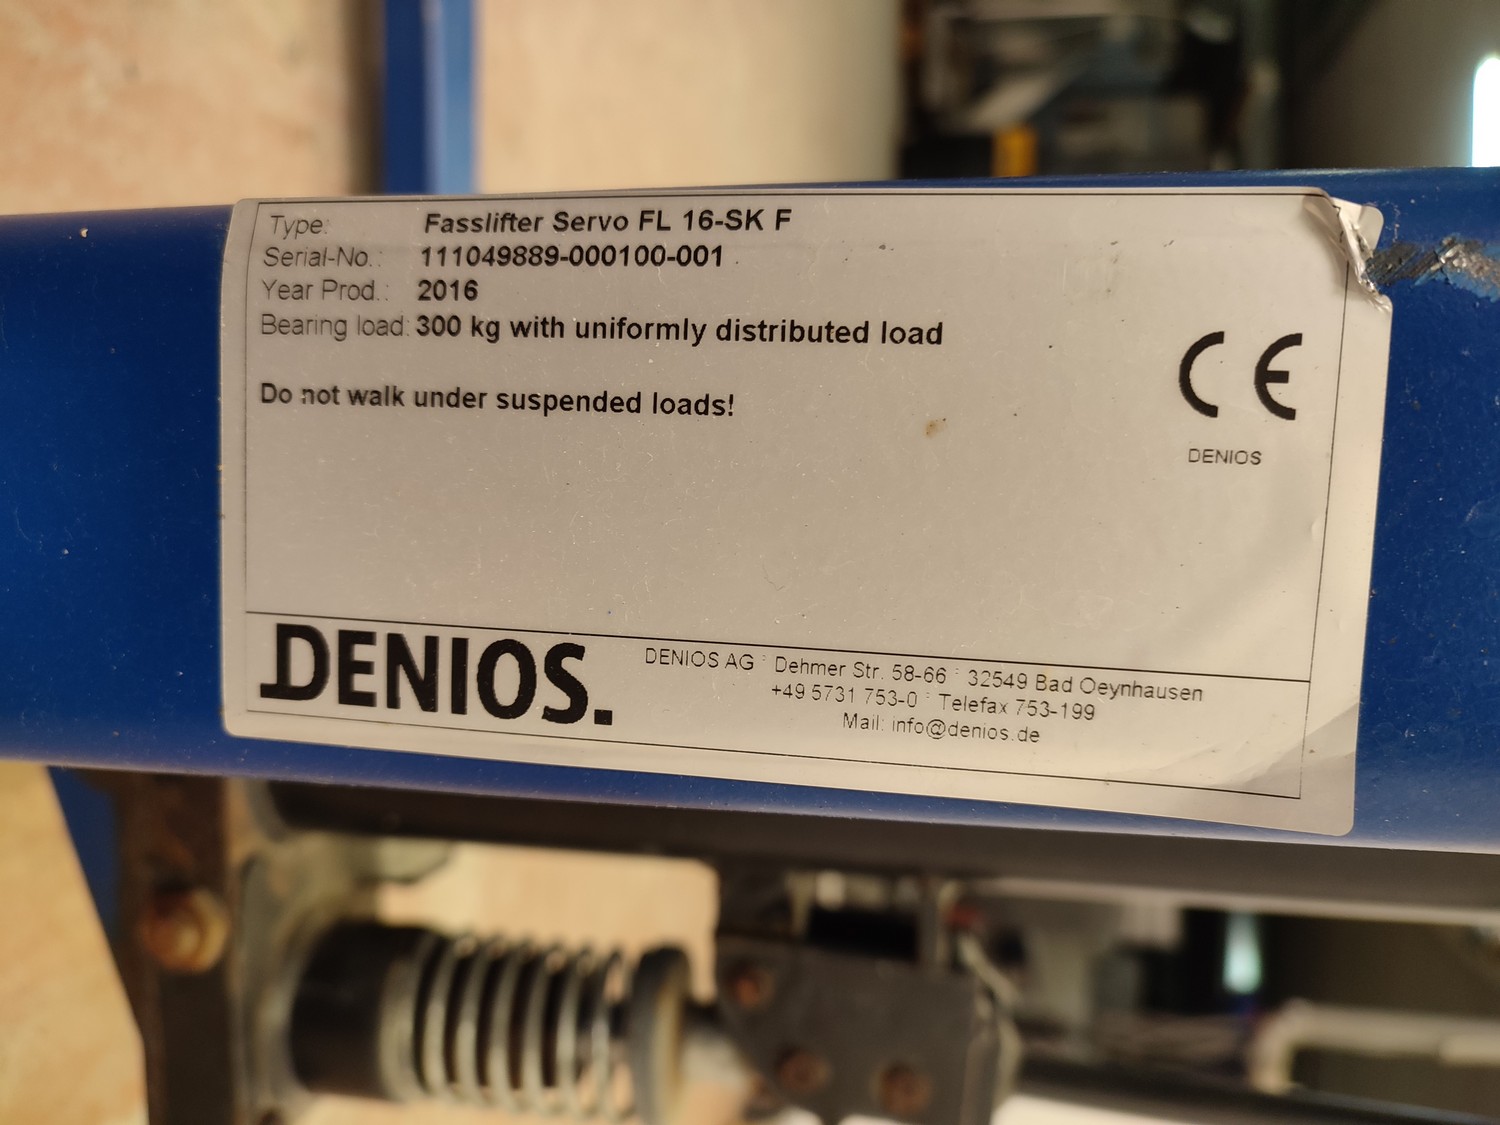 Type: Fasslifter Servo FL 16-SK F
Serial-No.: 111049889-000100-001
Year Prod.: 2016
Bearing load: 300 kg with uniformly distributed load
Do not walk under suspended loads!
CE
DENIOS
DENIOS.
DENIOS AG : Dehmer Str. 58-66 : 32549 Bad Oeynhausen
+49 5731 753-0 : Telefax 753-199
Mail: info@denios.de